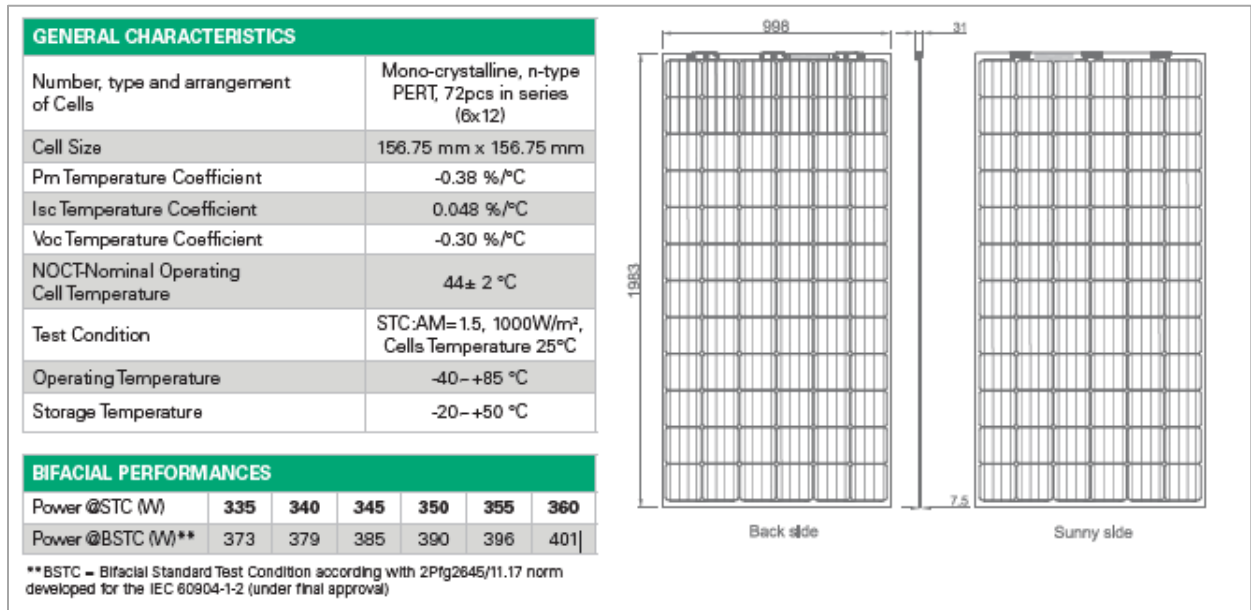 GENERAL CHARACTERISTICS
Number, type and arrangement
of Cells
Mono-crystalline, n-type
PERT, 72pcs in series
(6x12)
Cell Size
156.75 mm x 156.75 mm
Pm Temperature Coefficient
-0.38 %/°C
Isc Temperature Coefficient
0.048 %/°C
Voc Temperature Coefficient
-0.30 %/°C
NOCT-Nominal Operating
Cell Temperature
44± 2 °C
Test Condition
STC:AM=1.5, 1000W/m²,
Cells Temperature 25°C
Operating Temperature
-40~+85 °C
Storage Temperature
-20~+50 °C
BIFACIAL PERFORMANCES
Power @STC (W) 335 340 345 350 355 360
Power @BSTC (W)** 373 379 385 390 396 401
**BSTC = Bifacial Standard Test Condition according with 2Pfg2645/11.17 norm
developed for the IEC 60904-1-2 (under final approval)
998
31
1983
7.5
Back side
Sunny side